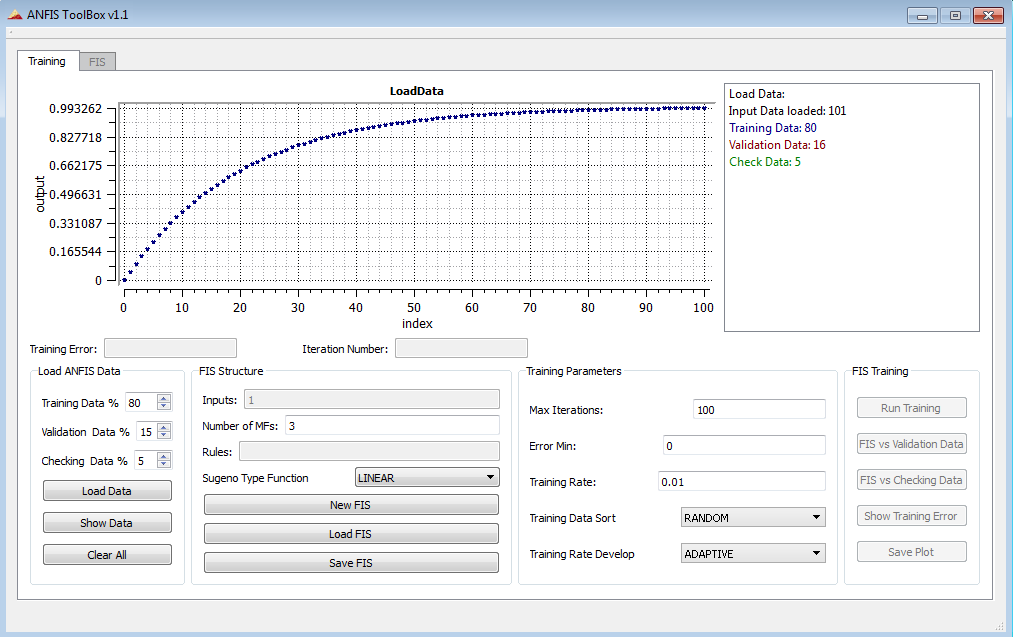 ANFIS ToolBox v1.1
Training
FIS
LoadData
0.993262
0.827718
0.662175
0.496631
0.331087
0.165544
0
output
0 10 20 30 40 50 60 70 80 90 100
index
Load Data:
Input Data loaded: 101
Training Data: 80
Validation Data: 16
Check Data: 5
Training Error:
Iteration Number:
Load ANFIS Data
Training Data % 80
Validation Data % 15
Checking Data % 5
Load Data
Show Data
Clear All
FIS Structure
Inputs: 1
Number of MFs: 3
Rules:
Sugeno Type Function LINEAR
New FIS
Load FIS
Save FIS
Training Parameters
Max Iterations: 100
Error Min: 0
Training Rate: 0.01
Training Data Sort RANDOM
Training Rate Develop ADAPTIVE
FIS Training
Run Training
FIS vs Validation Data
FIS vs Checking Data
Show Training Error
Save Plot